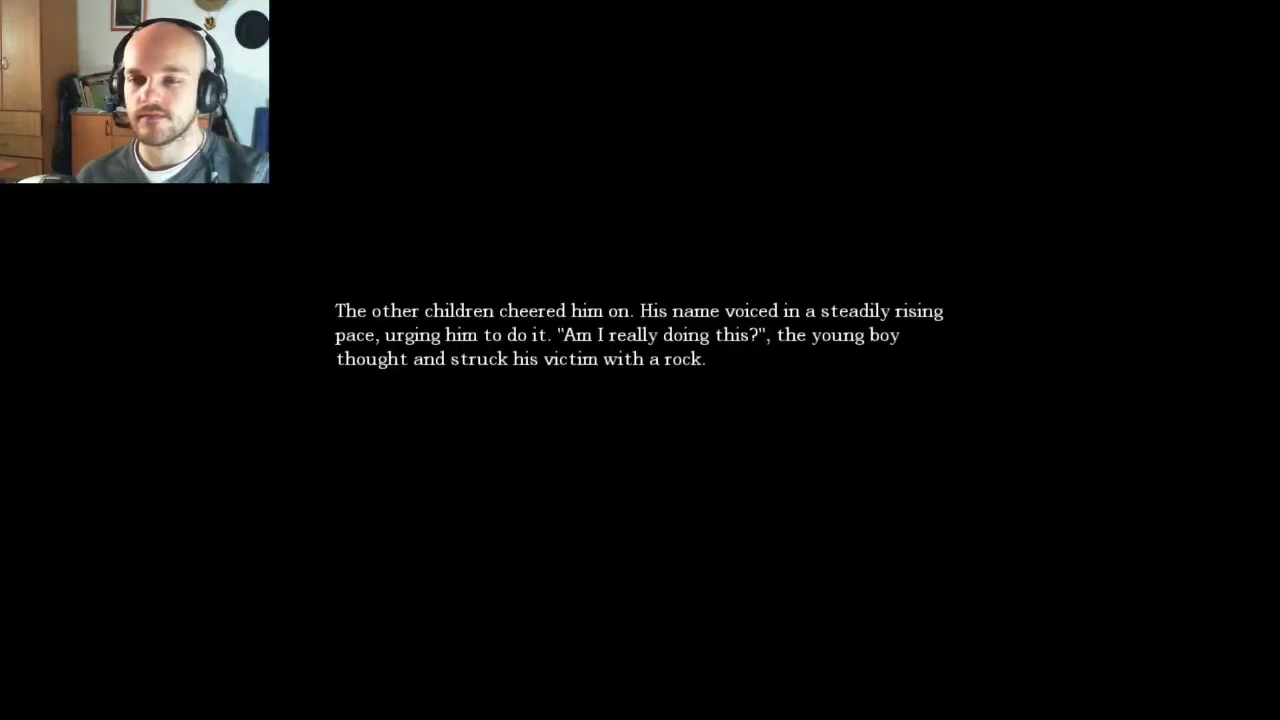 The other children cheered him on. His name voiced in a steadily rising
pace, urging him to do it. "Am I really doing this?", the young boy
thought and struck his victim with a rock.